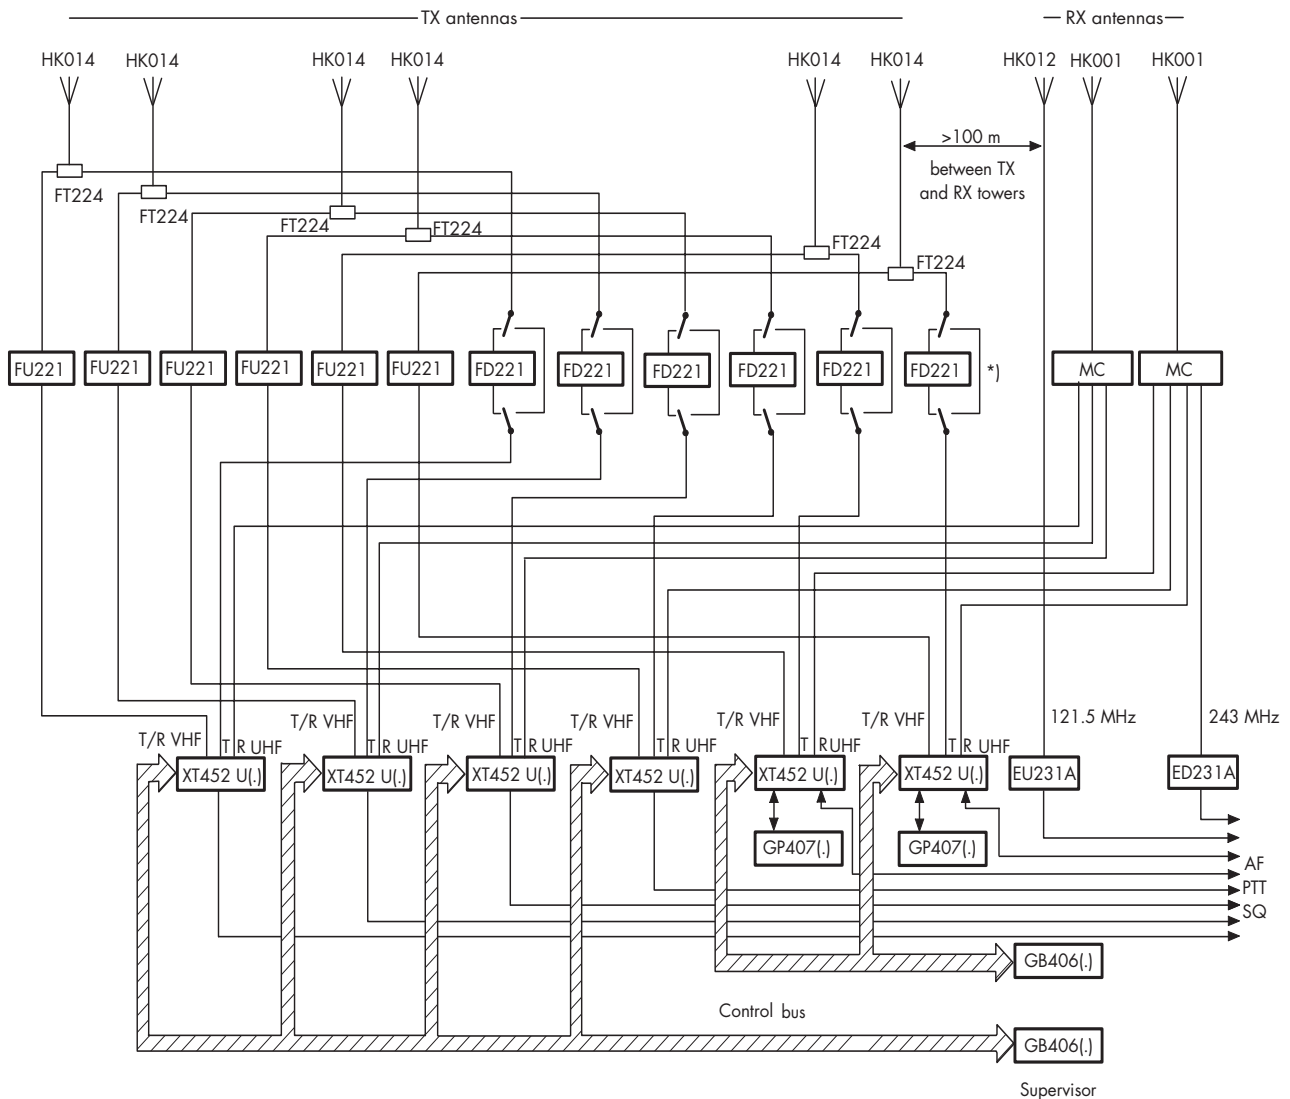 TX antennas
RX antennas
HK014
HK014
HK014
HK014
HK014
HK014
HK012
HK001
HK001
>100 m
between TX
and RX towers
FT224
FT224
FT224
FT224
FT224
FT224
FU221
FU221
FU221
FU221
FU221
FU221
FD221
FD221
FD221
FD221
FD221
FD221
*)
MC
MC
121.5 MHz
243 MHz
T/R VHF
T R UHF
T/R VHF
T R UHF
T/R VHF
T R UHF
T/R VHF
T R UHF
T/R VHF
T R UHF
T/R VHF
T R UHF
XT452 U(.)
XT452 U(.)
XT452 U(.)
XT452 U(.)
XT452 U(.)
XT452 U(.)
EU231A
ED231A
GP407(.)
GP407(.)
AF
PTT
SQ
GB406(.)
Control bus
GB406(.)
Supervisor